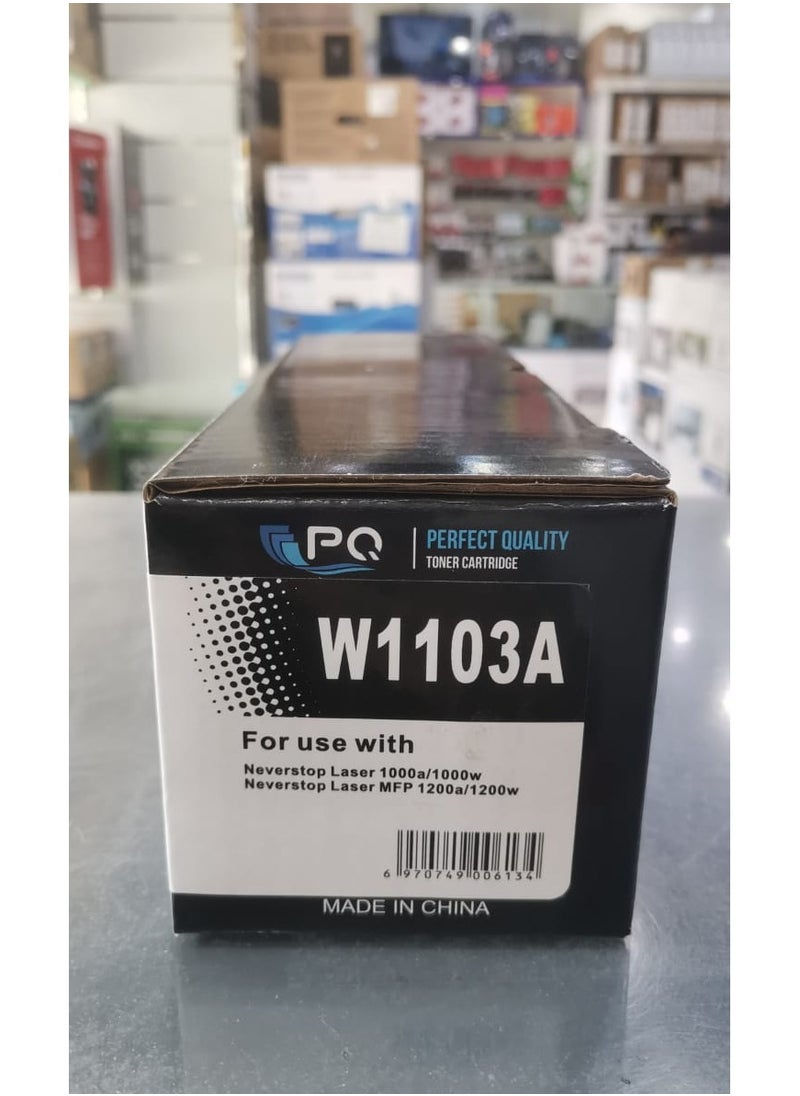 PQ
PERFECT QUALITY
TONER CARTRIDGE
W1103A
For use with
Neverstop Laser 1000a/1000w
Neverstop Laser MFP 1200a/1200w
6 970749 006134
MADE IN CHINA